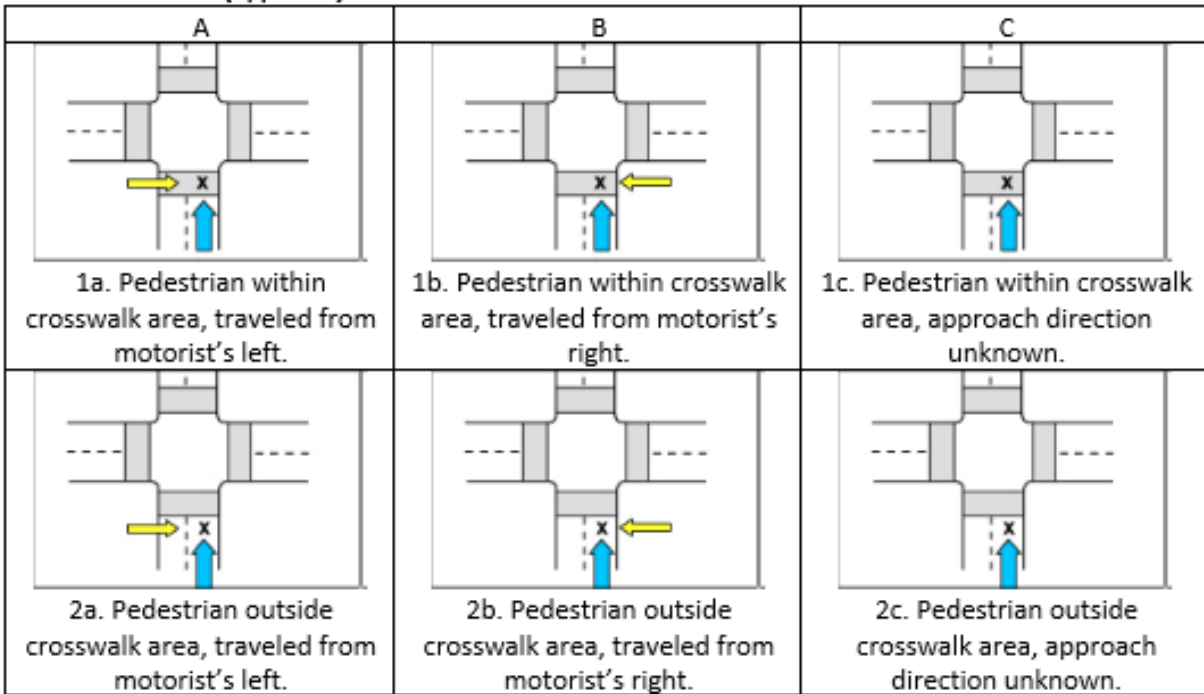 A
B
C
X
X
X
1a. Pedestrian within
crosswalk area, traveled from
motorist's left.
1b. Pedestrian within crosswalk
area, traveled from motorist's
right.
1c. Pedestrian within crosswalk
area, approach direction
unknown.
X
X
X
2a. Pedestrian outside
crosswalk area, traveled from
motorist's left.
2b. Pedestrian outside
crosswalk area, traveled from
motorist's right.
2c. Pedestrian outside
crosswalk area, approach
direction unknown.